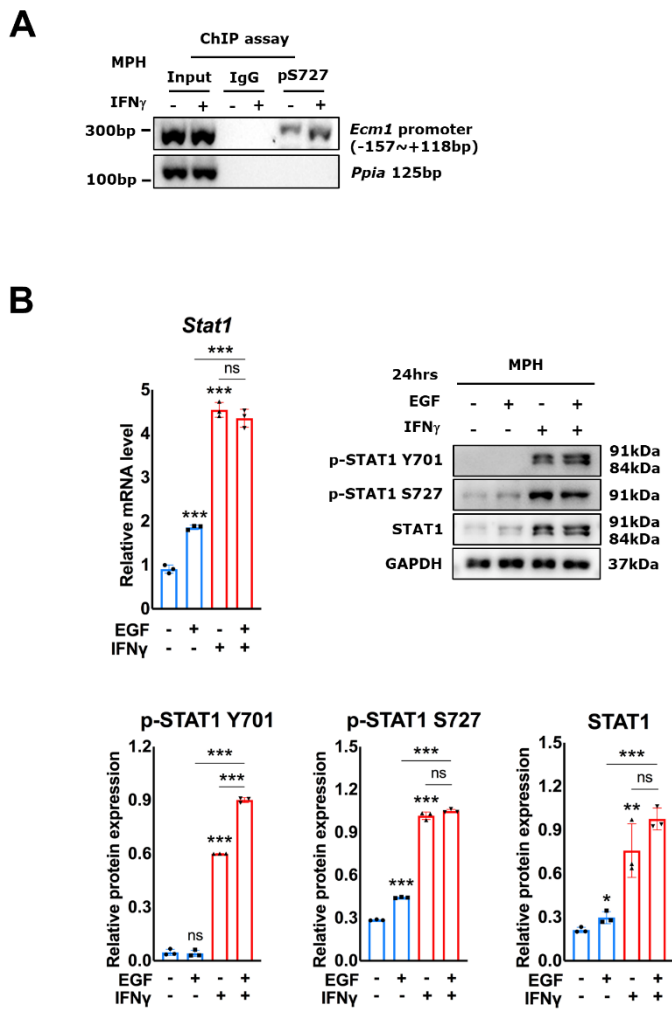 A
ChIP assay
MPH
Input IgG pS727
IFNγ - + - + - +
300bp
Ecm1 promoter
(-157~+118bp)
100bp
Ppia 125bp
B
Stat1
***
ns
***
***
Relative mRNA level
5
4
3
2
1
0
EGF - + - +
IFNγ - - + +
24hrs MPH
EGF - + - +
IFNγ - - + +
p-STAT1 Y701 91kDa
84kDa
p-STAT1 S727 91kDa
STAT1 91kDa
84kDa
GAPDH 37kDa
p-STAT1 Y701
Relative protein expression
1.2
0.9
0.6
0.3
0.0
***
***
***
ns
EGF - + - +
IFNγ - - + +
p-STAT1 S727
Relative protein expression
1.5
1.2
0.9
0.6
0.3
0.0
***
ns
***
***
EGF - + - +
IFNγ - - + +
STAT1
Relative protein expression
1.5
1.2
0.9
0.6
0.3
0.0
***
ns
**
*
EGF - + - +
IFNγ - - + +